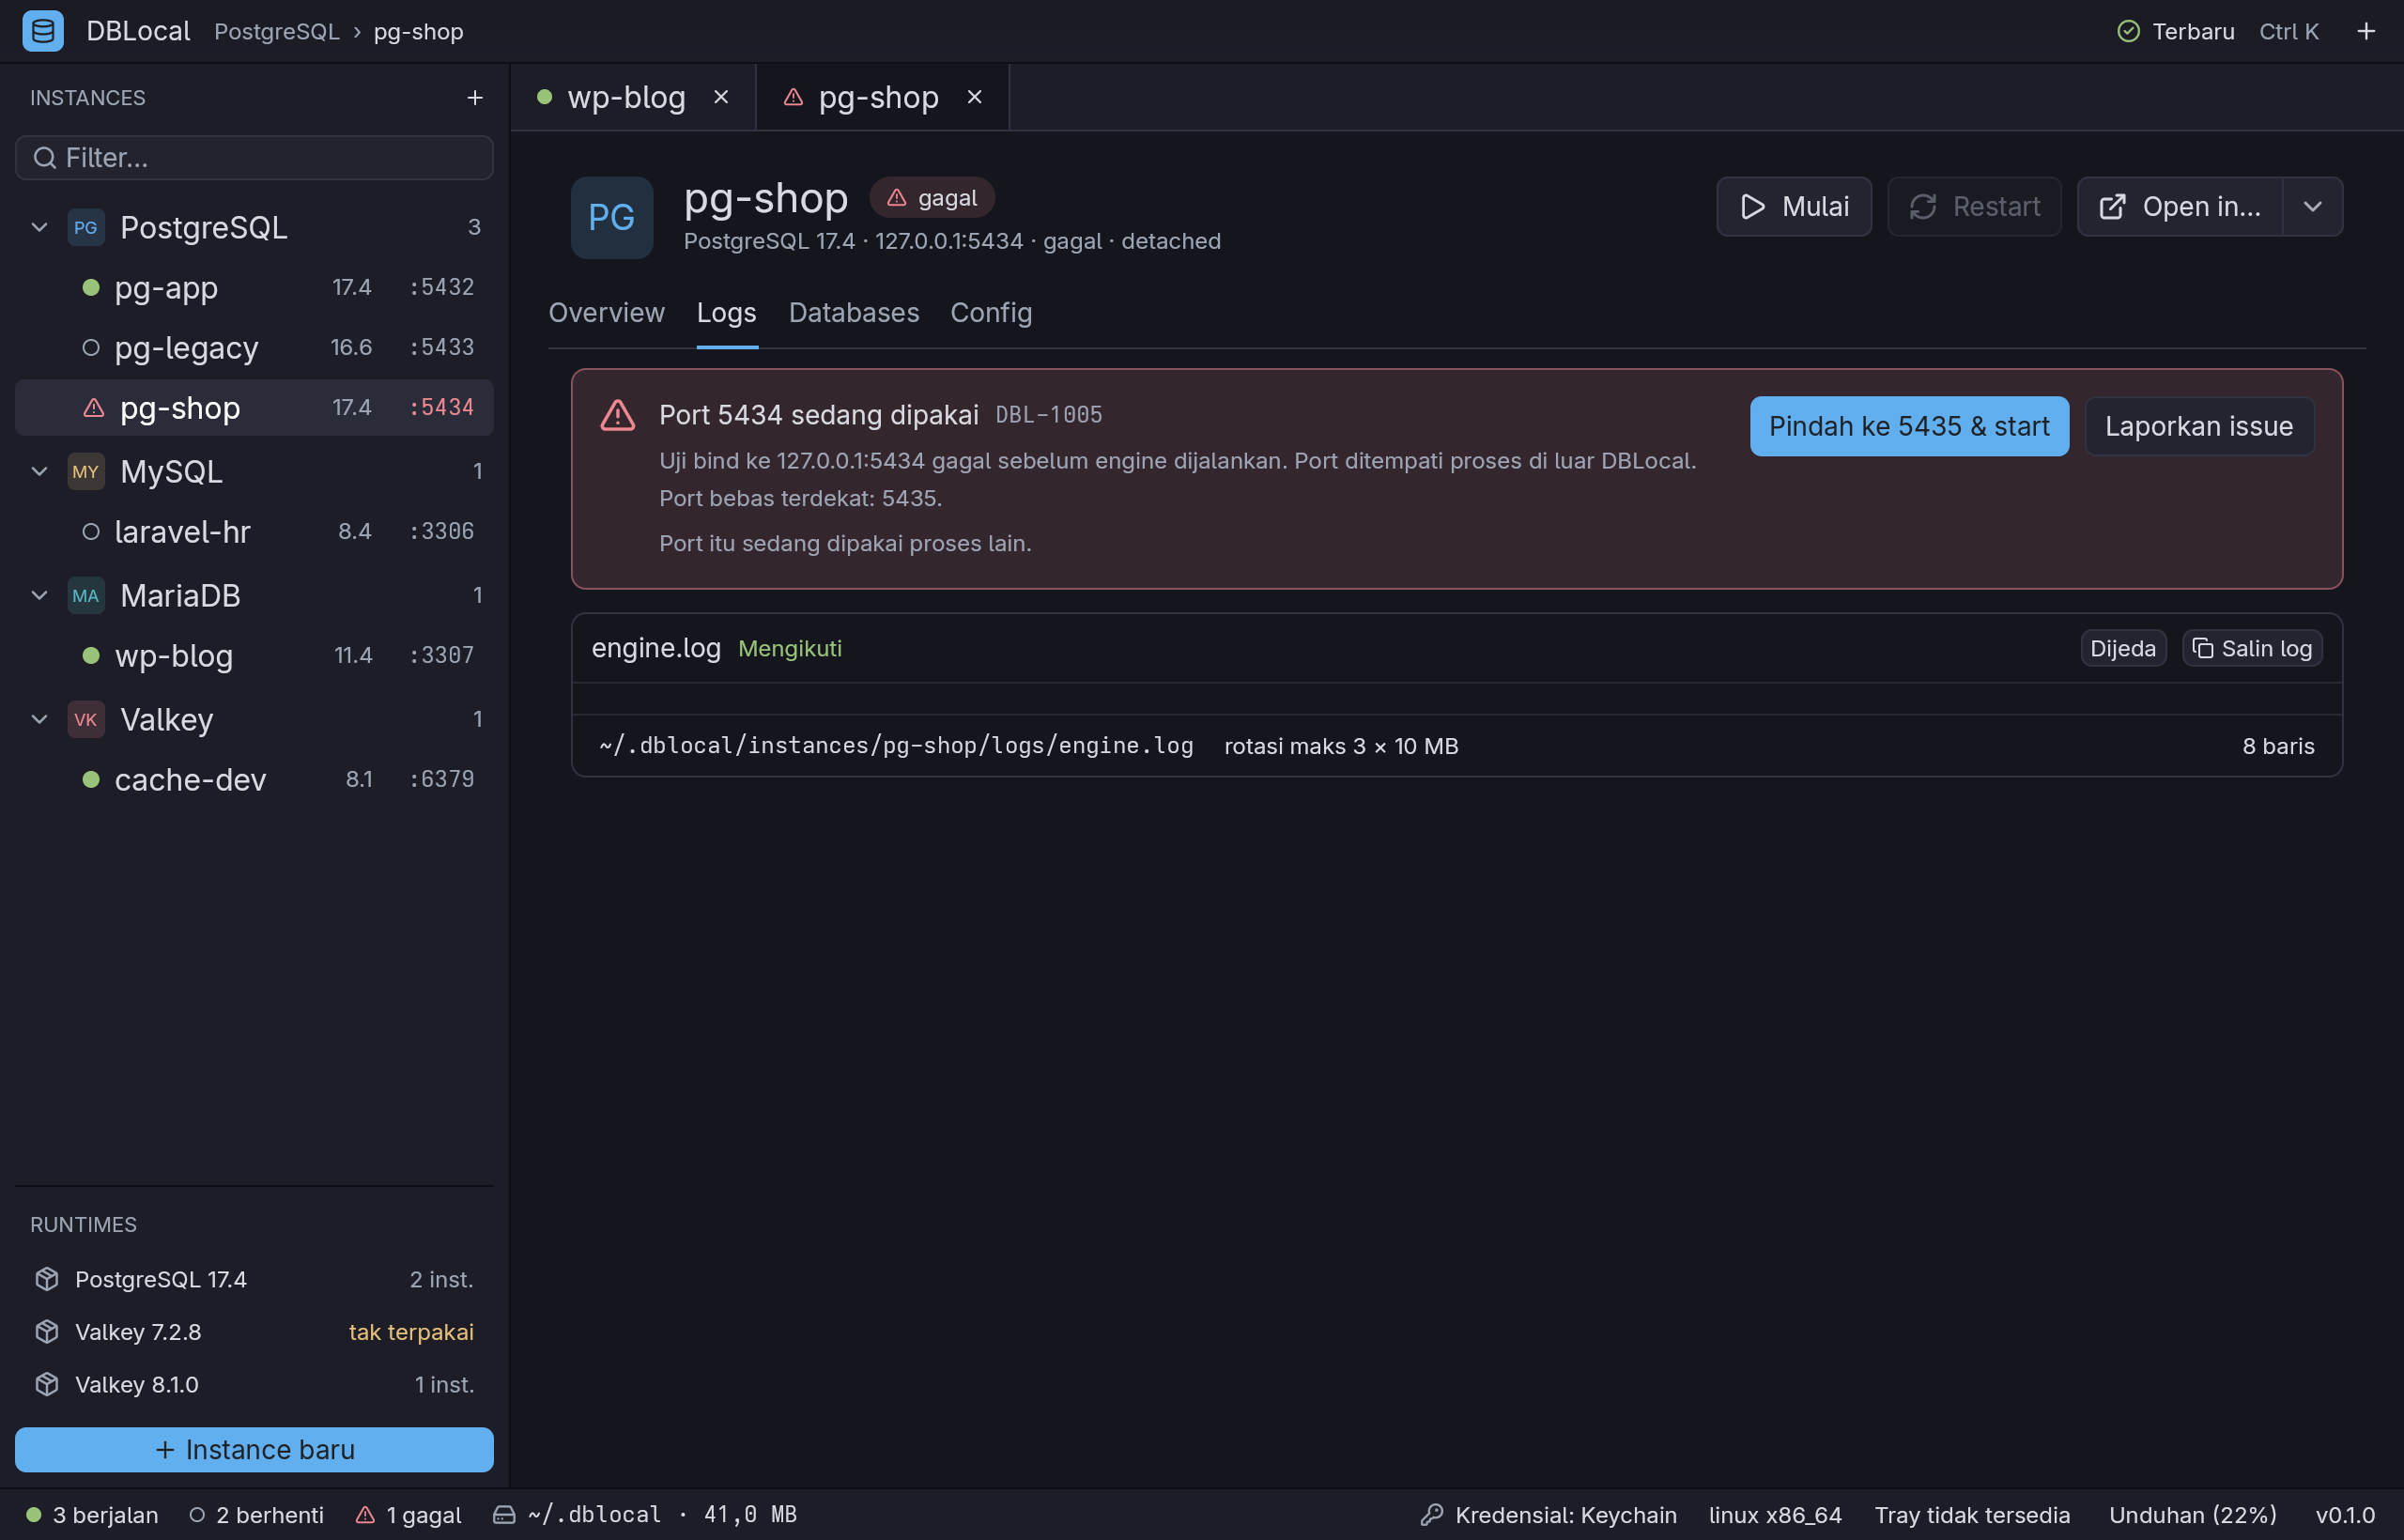 DBLocal PostgreSQL › pg-shop
Terbaru Ctrl K
INSTANCES
Filter...
PG PostgreSQL 3
pg-app 17.4 :5432
pg-legacy 16.6 :5433
pg-shop 17.4 :5434
MY MySQL 1
laravel-hr 8.4 :3306
MA MariaDB 1
wp-blog 11.4 :3307
VK Valkey 1
cache-dev 8.1 :6379
RUNTIMES
PostgreSQL 17.4 2 inst.
Valkey 7.2.8 tak terpakai
Valkey 8.1.0 1 inst.
Instance baru
wp-blog
pg-shop
PG
pg-shop gagal
PostgreSQL 17.4 · 127.0.0.1:5434 · gagal · detached
Mulai Restart Open in...
Overview Logs Databases Config
Port 5434 sedang dipakai DBL-1005
Uji bind ke 127.0.0.1:5434 gagal sebelum engine dijalankan. Port ditempati proses di luar DBLocal.
Port bebas terdekat: 5435.
Port itu sedang dipakai proses lain.
Pindah ke 5435 & start Laporkan issue
engine.log Mengikuti Dijeda Salin log
~/.dblocal/instances/pg-shop/logs/engine.log rotasi maks 3 × 10 MB 8 baris
3 berjalan 2 berhenti 1 gagal ~/.dblocal · 41,0 MB Kredensial: Keychain linux x86_64 Tray tidak tersedia Unduhan (22%) v0.1.0